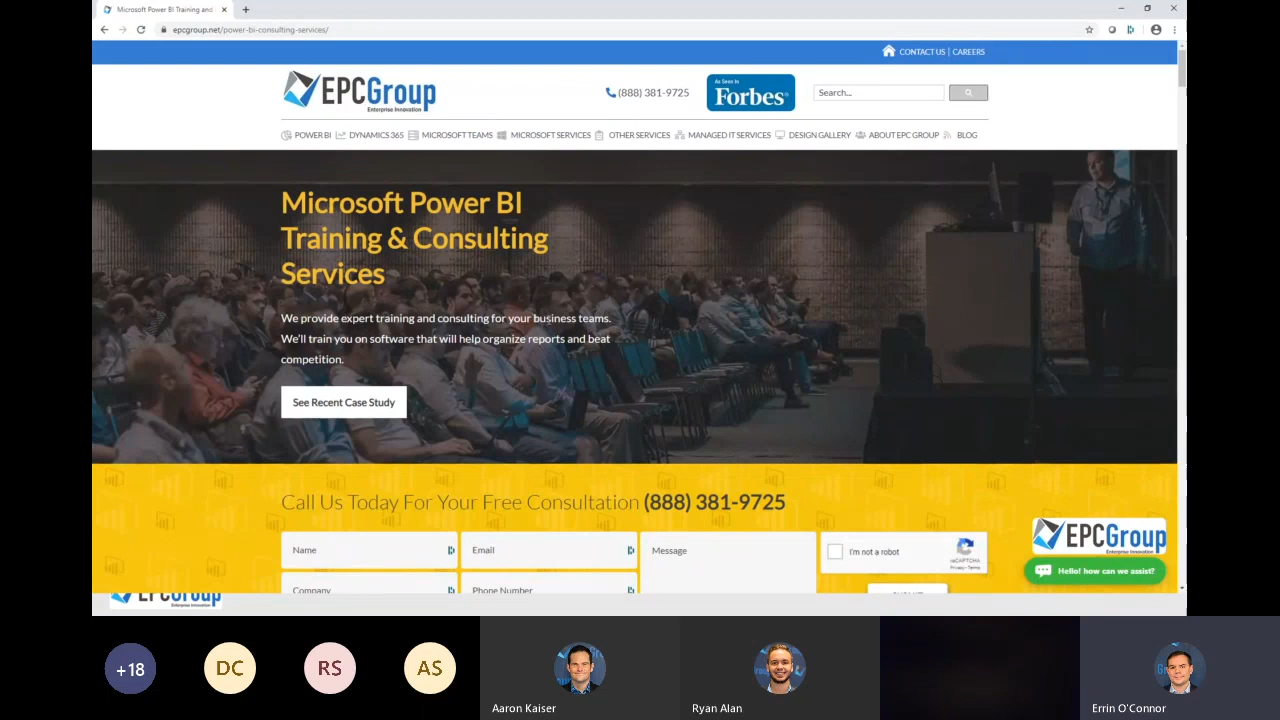 Microsoft Power BI Training and
epcgroup.net/power-bi-consulting-services/
CONTACT US | CAREERS
EPCGroup
Enterprise Innovation
(888) 381-9725
As Seen In
Forbes
Search...
POWER BI DYNAMICS 365 MICROSOFT TEAMS MICROSOFT SERVICES OTHER SERVICES MANAGED IT SERVICES DESIGN GALLERY ABOUT EPC GROUP BLOG
Microsoft Power BI
Training & Consulting
Services
We provide expert training and consulting for your business teams.
We'll train you on software that will help organize reports and beat
competition.
See Recent Case Study
Call Us Today For Your Free Consultation (888) 381-9725
Name
Email
Message
I'm not a robot
reCAPTCHA
Privacy - Terms
EPCGroup
Enterprise Innovation
Hello! how can we assist?
Company
Phone Number
EPCGroup
Enterprise Innovation
+18
DC
RS
AS
Aaron Kaiser
Ryan Alan
Errin O'Connor